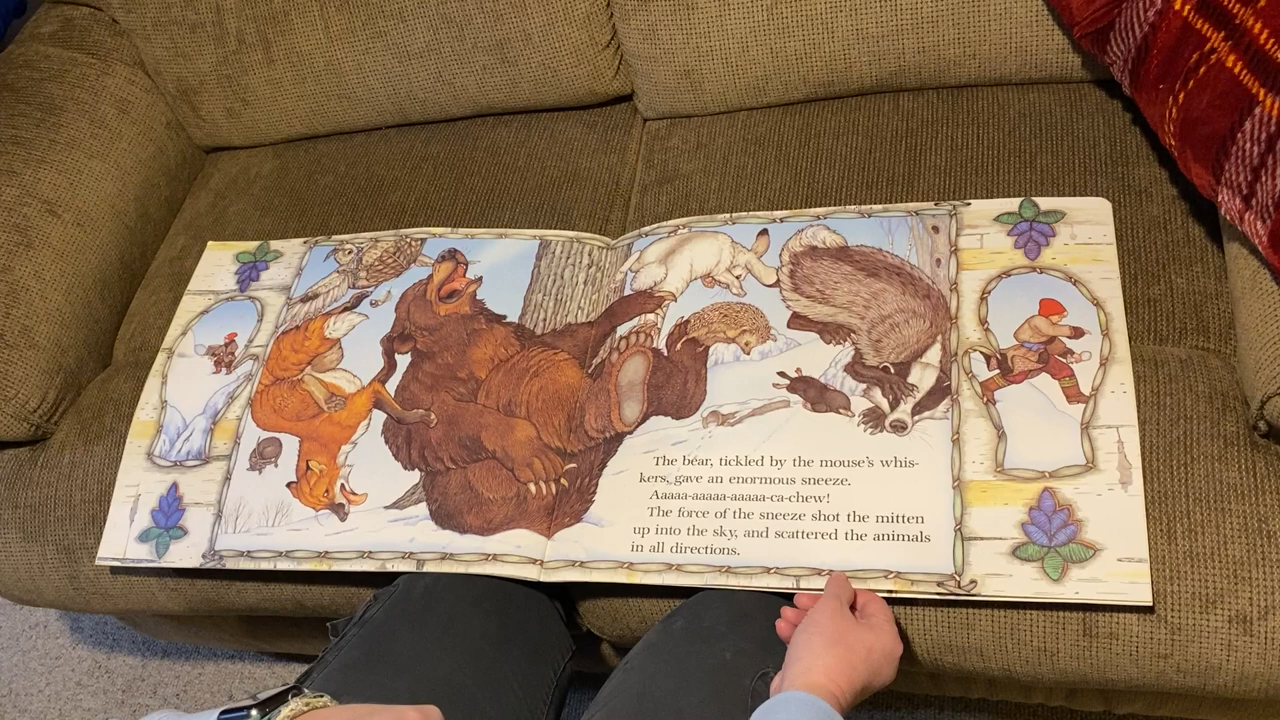 The bear, tickled by the mouse's whis-
kers, gave an enormous sneeze.
Aaaaa-aaaaa-aaaaa-ca-chew!
The force of the sneeze shot the mitten
up into the sky, and scattered the animals
in all directions.